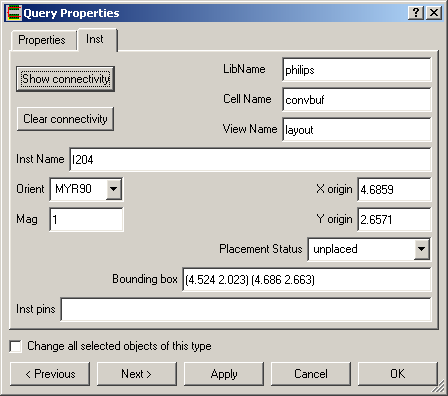 Query Properties
Properties Inst
Show connectivity
LibName philips
Cell Name convbuf
Clear connectivity
View Name layout
Inst Name I204
Orient MYR90 X origin 4.6859
Mag 1 Y origin 2.6571
Placement Status unplaced
Bounding box (4.524 2.023) (4.686 2.663)
Inst pins
Change all selected objects of this type
< Previous Next > Apply Cancel OK